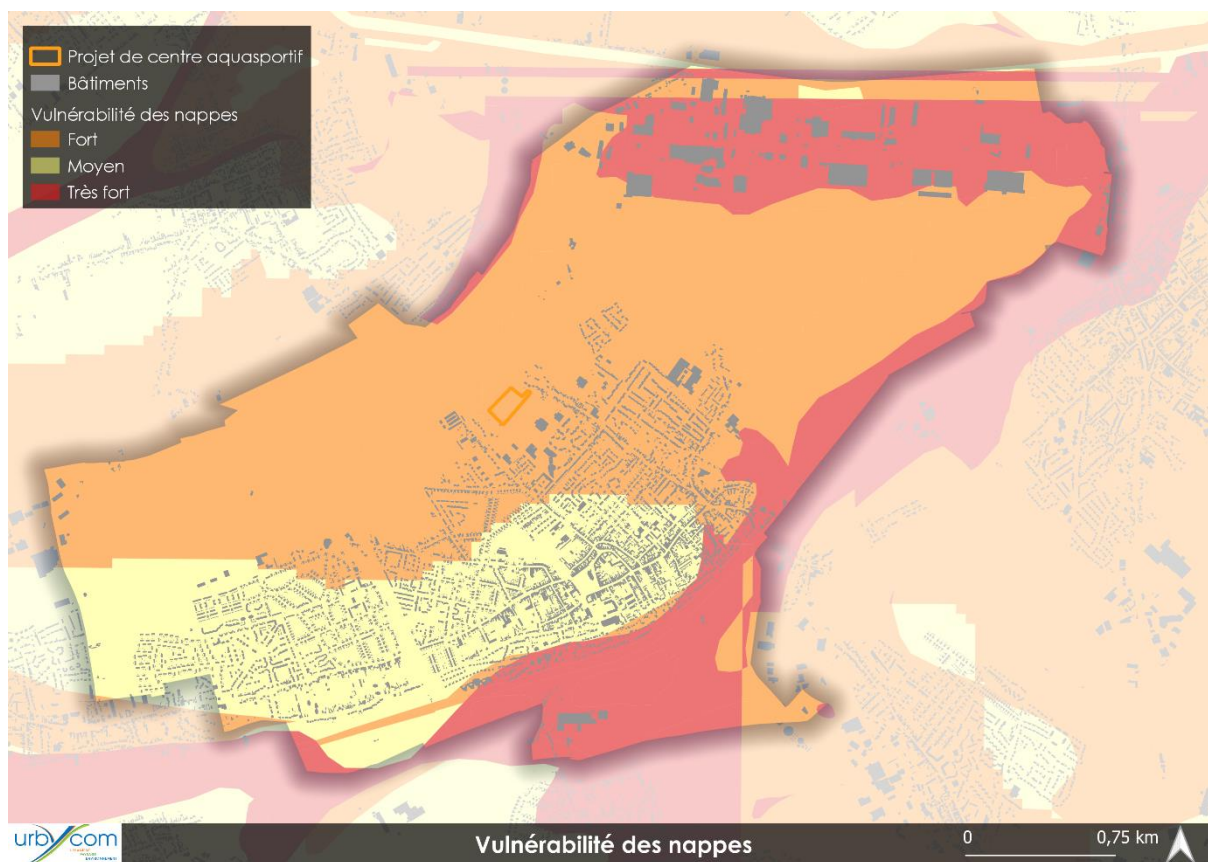 Projet de centre aquasportif
Bâtiments
Vulnérabilité des nappes
Fort
Moyen
Très fort
urbycom
Vulnérabilité des nappes
0 0,75 km